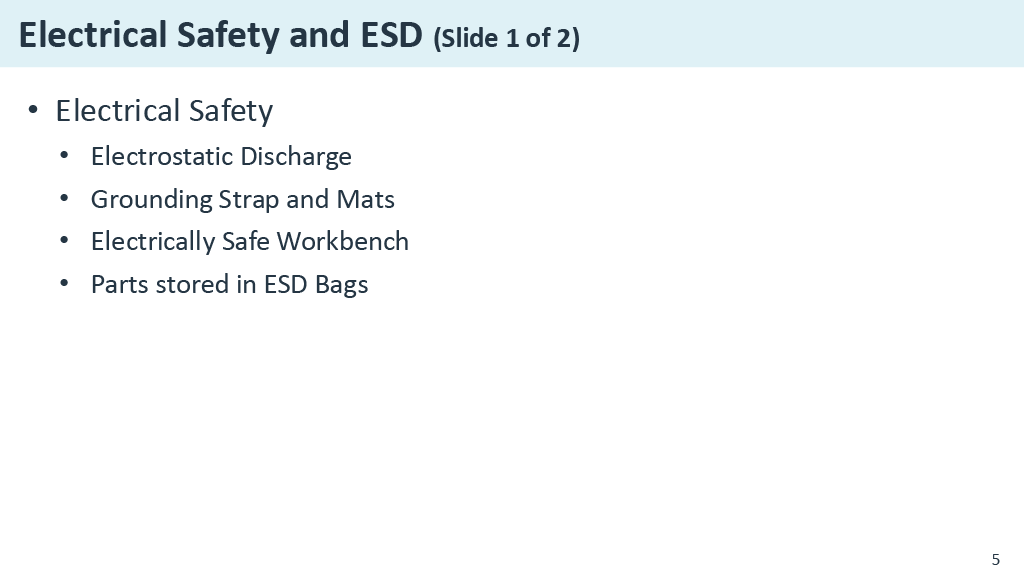 Electrical Safety and ESD (Slide 1 of 2)
• Electrical Safety
• Electrostatic Discharge
• Grounding Strap and Mats
• Electrically Safe Workbench
• Parts stored in ESD Bags
5